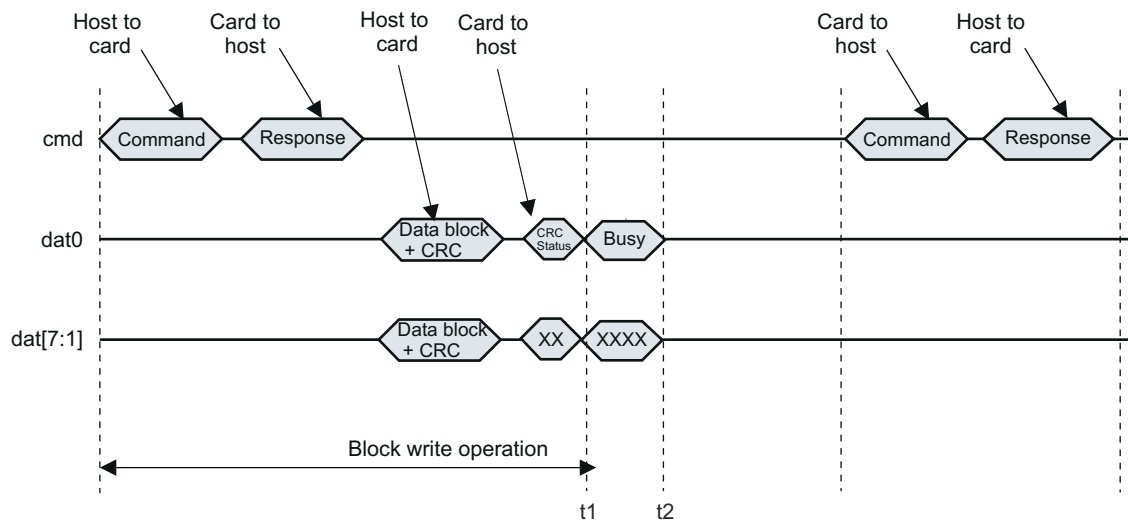 Host to
card
Card to
host
Host to
card
Card to
host
Card to
host
Host to
card
cmd
Command
Response
Command
Response
dat0
Data block
+ CRC
CRC
Status
Busy
dat[7:1]
Data block
+ CRC
XX
XXXX
Block write operation
t1
t2